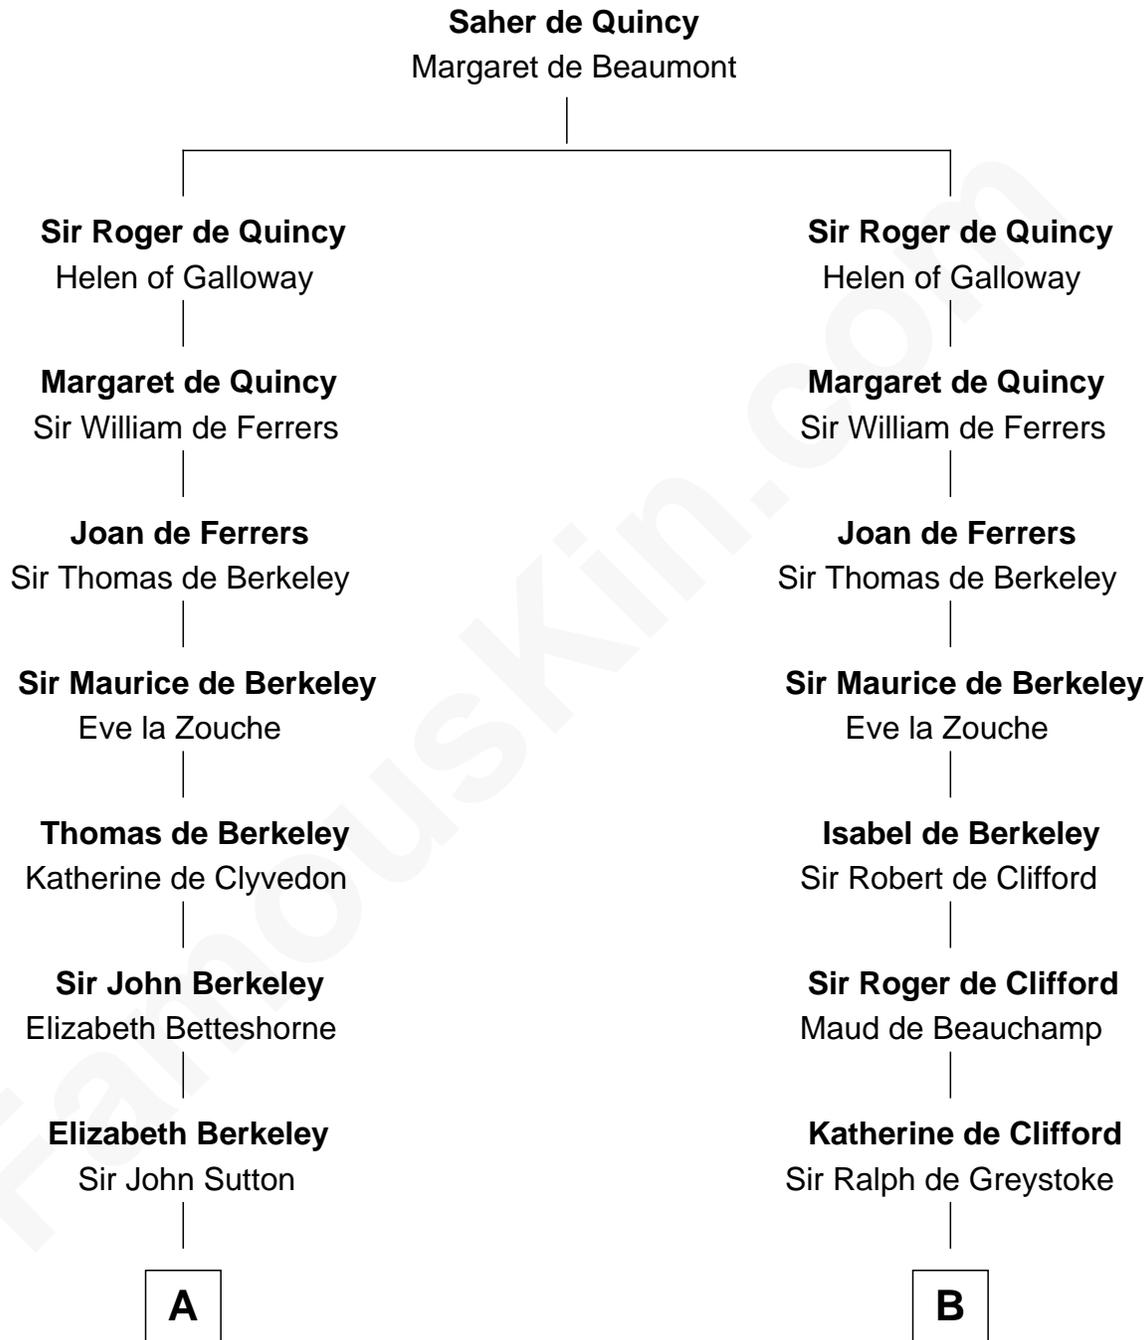 Saher de Quincy
Margaret de Beaumont
Sir Roger de Quincy
Helen of Galloway
Margaret de Quincy
Sir William de Ferrers
Joan de Ferrers
Sir Thomas de Berkeley
Sir Maurice de Berkeley
Eve la Zouche
Thomas de Berkeley
Katherine de Clyvedon
Sir John Berkeley
Elizabeth Betteshorne
Elizabeth Berkeley
Sir John Sutton
A
Sir Roger de Quincy
Helen of Galloway
Margaret de Quincy
Sir William de Ferrers
Joan de Ferrers
Sir Thomas de Berkeley
Sir Maurice de Berkeley
Eve la Zouche
Isabel de Berkeley
Sir Robert de Clifford
Sir Roger de Clifford
Maud de Beauchamp
Katherine de Clifford
Sir Ralph de Greystoke
B
FamousKin.com